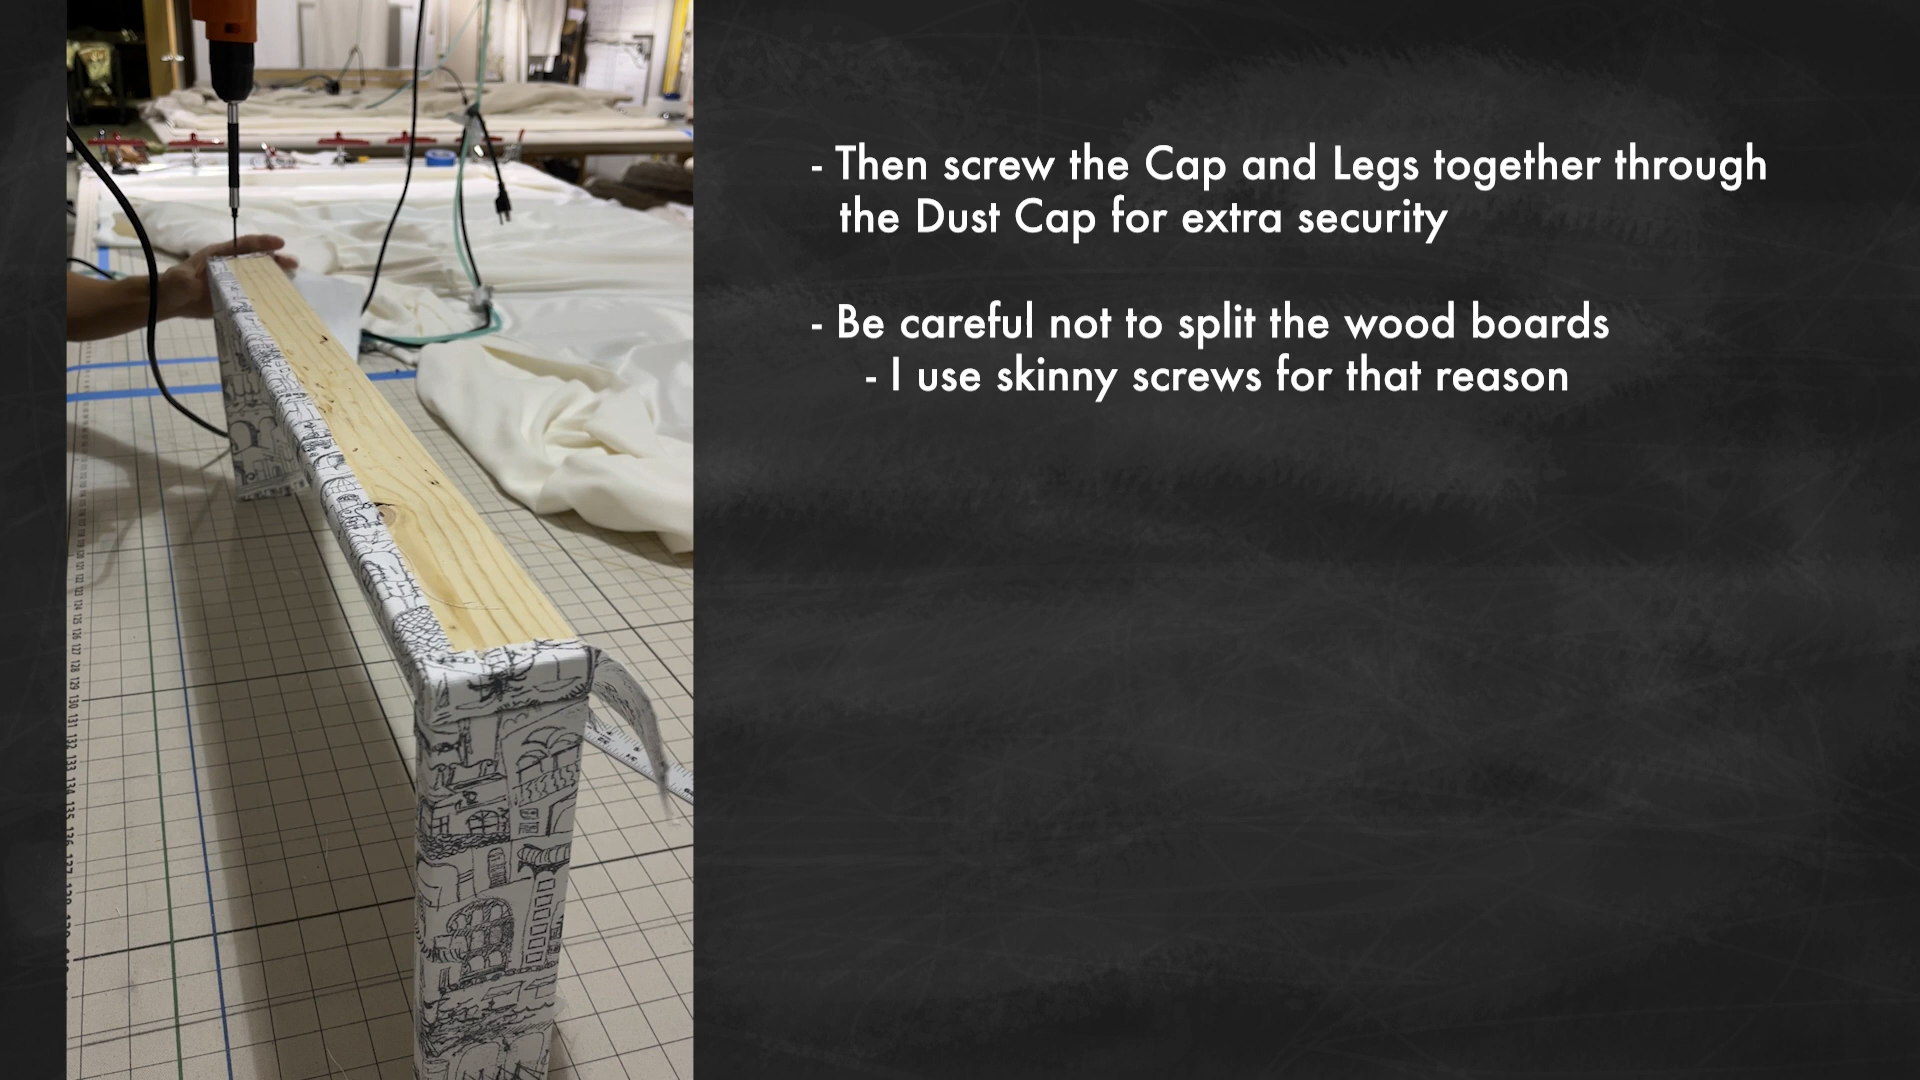 - Then screw the Cap and Legs together through
the Dust Cap for extra security
- Be careful not to split the wood boards
- I use skinny screws for that reason